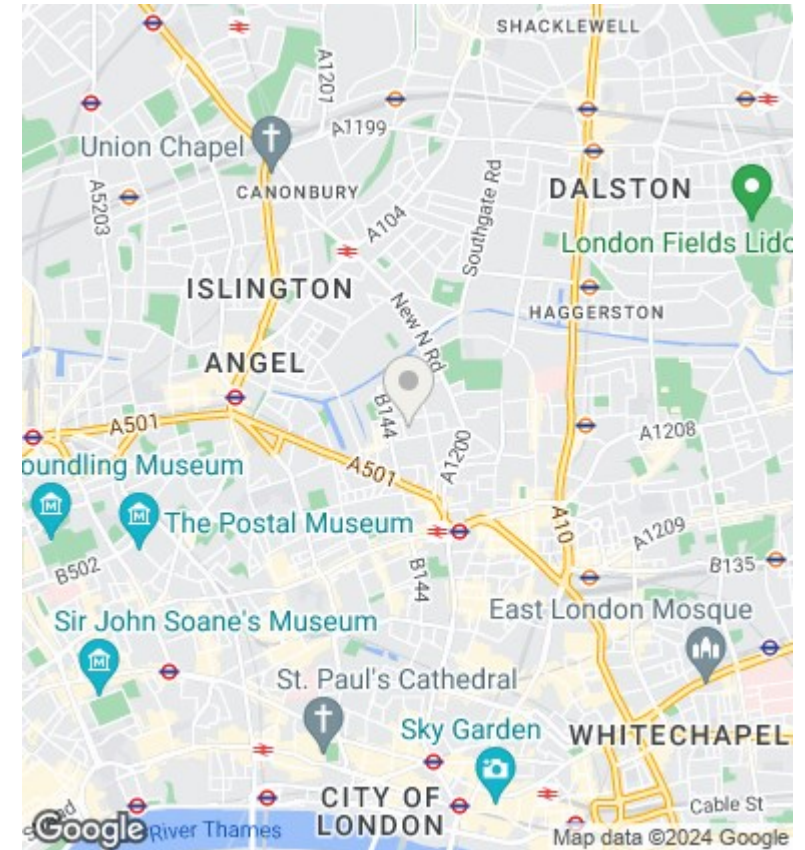 SHACKLEWELL
A1201
A1199
Union Chapel
CANONBURY
A5203
A104
Southgate Rd
DALSTON
London Fields Lido
ISLINGTON
New N Rd
HAGGERSTON
ANGEL
A501
B144
A1208
A501
A1200
oundling Museum
The Postal Museum
A10
A1209
B502
B144
B135
East London Mosque
Sir John Soane's Museum
St. Paul's Cathedral
Sky Garden
WHITECHAPEL
CITY OF
LONDON
Cable St
Google
River Thames
Map data ©2024 Google